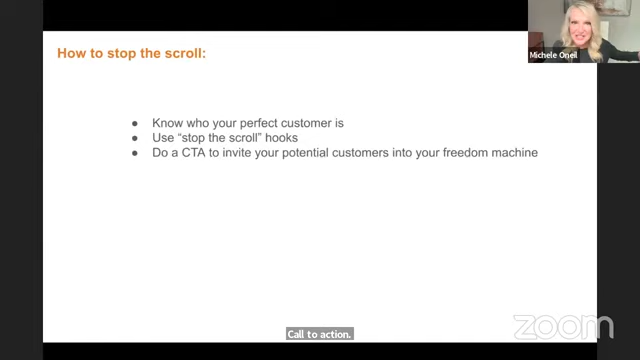 How to stop the scroll:
Michele Oneil
● Know who your perfect customer is
● Use “stop the scroll” hooks
● Do a CTA to invite your potential customers into your freedom machine
Call to action.
zoom